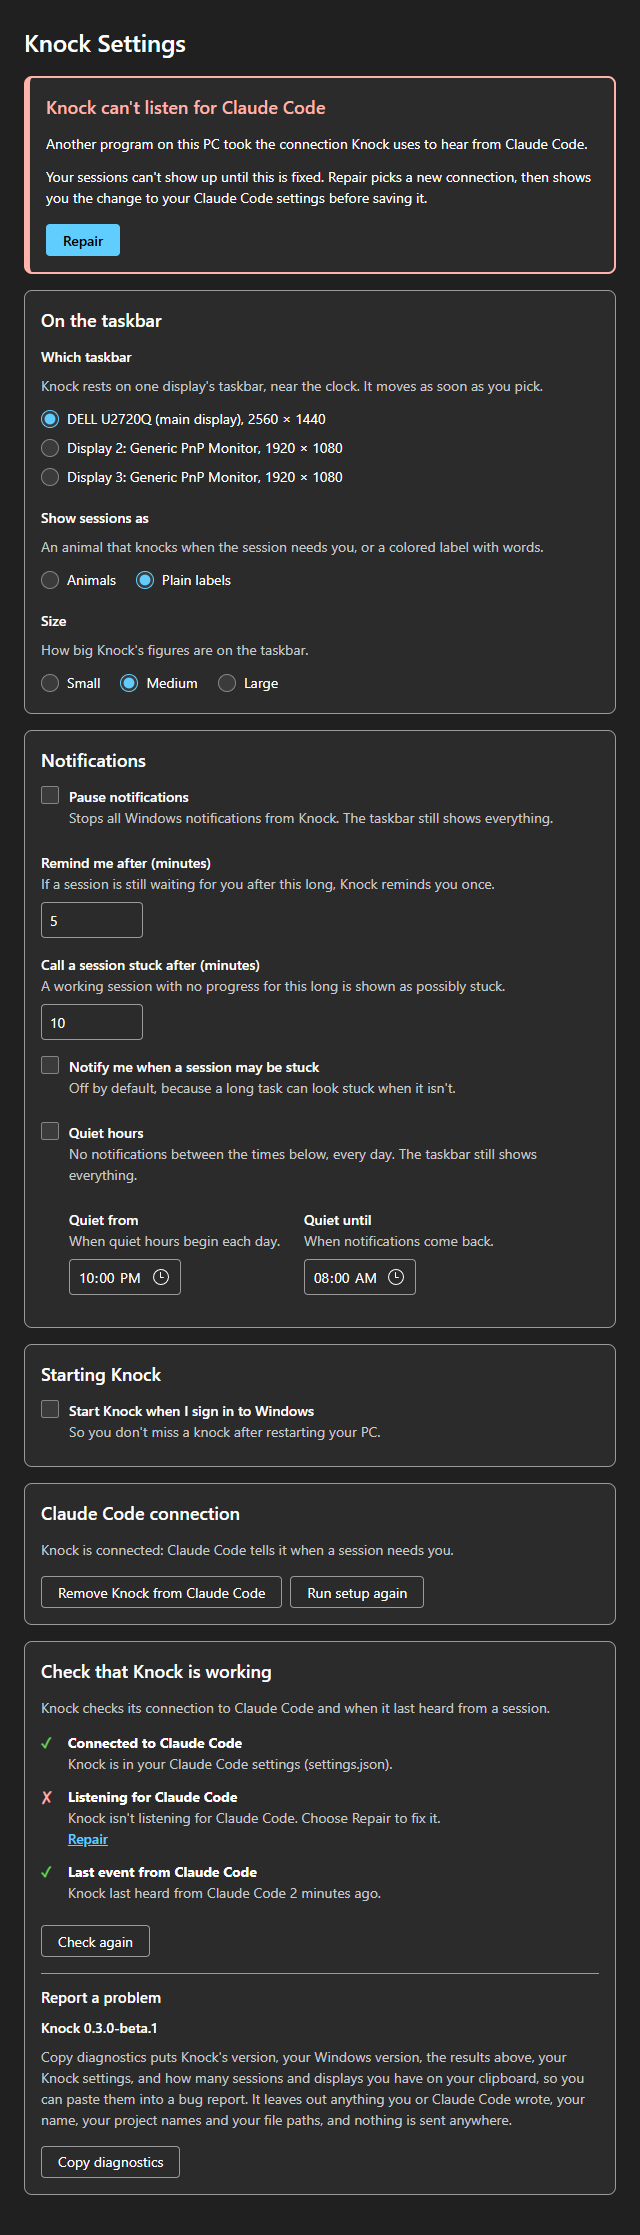 Knock Settings
Knock can't listen for Claude Code
Another program on this PC took the connection Knock uses to hear from Claude Code.
Your sessions can't show up until this is fixed. Repair picks a new connection, then shows
you the change to your Claude Code settings before saving it.
Repair
On the taskbar
Which taskbar
Knock rests on one display's taskbar, near the clock. It moves as soon as you pick.
DELL U2720Q (main display), 2560 × 1440
Display 2: Generic PnP Monitor, 1920 × 1080
Display 3: Generic PnP Monitor, 1920 × 1080
Show sessions as
An animal that knocks when the session needs you, or a colored label with words.
Animals Plain labels
Size
How big Knock's figures are on the taskbar.
Small Medium Large
Notifications
Pause notifications
Stops all Windows notifications from Knock. The taskbar still shows everything.
Remind me after (minutes)
If a session is still waiting for you after this long, Knock reminds you once.
5
Call a session stuck after (minutes)
A working session with no progress for this long is shown as possibly stuck.
10
Notify me when a session may be stuck
Off by default, because a long task can look stuck when it isn't.
Quiet hours
No notifications between the times below, every day. The taskbar still shows
everything.
Quiet from Quiet until
When quiet hours begin each day. When notifications come back.
10:00 PM 08:00 AM
Starting Knock
Start Knock when I sign in to Windows
So you don't miss a knock after restarting your PC.
Claude Code connection
Knock is connected: Claude Code tells it when a session needs you.
Remove Knock from Claude Code Run setup again
Check that Knock is working
Knock checks its connection to Claude Code and when it last heard from a session.
✓ Connected to Claude Code
Knock is in your Claude Code settings (settings.json).
✗ Listening for Claude Code
Knock isn't listening for Claude Code. Choose Repair to fix it.
Repair
✓ Last event from Claude Code
Knock last heard from Claude Code 2 minutes ago.
Check again
Report a problem
Knock 0.3.0-beta.1
Copy diagnostics puts Knock's version, your Windows version, the results above, your
Knock settings, and how many sessions and displays you have on your clipboard, so you
can paste them into a bug report. It leaves out anything you or Claude Code wrote, your
name, your project names and your file paths, and nothing is sent anywhere.
Copy diagnostics